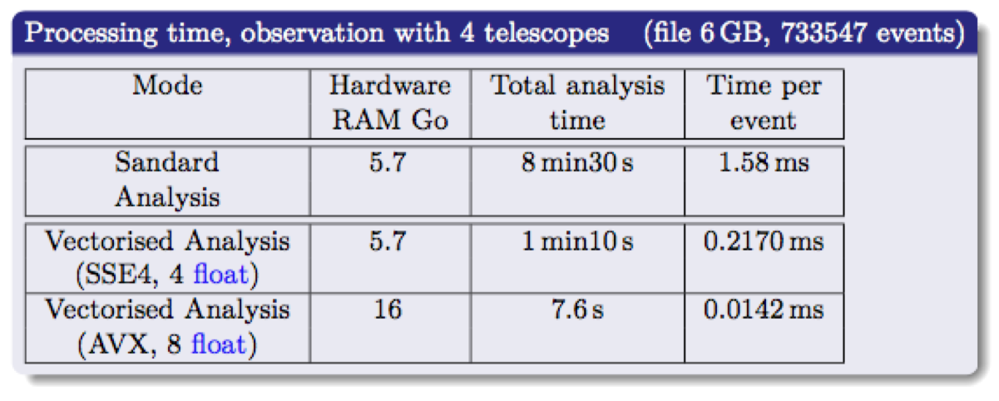 Processing time, observation with 4 telescopes (file 6 GB, 733547 events)
Mode Hardware Total analysis Time per
RAM Go time event
Sandard 5.7 8 min30 s 1.58 ms
Analysis
Vectorised Analysis 5.7 1 min10 s 0.2170 ms
(SSE4, 4 float)
Vectorised Analysis 16 7.6 s 0.0142 ms
(AVX, 8 float)